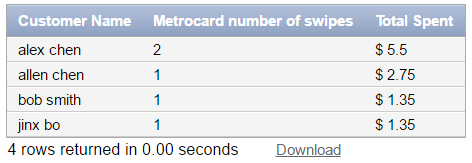 Customer Name Metrocard number of swipes Total Spent
alex chen 2 $ 5.5
allen chen 1 $ 2.75
bob smith 1 $ 1.35
jinx bo 1 $ 1.35
4 rows returned in 0.00 seconds Download